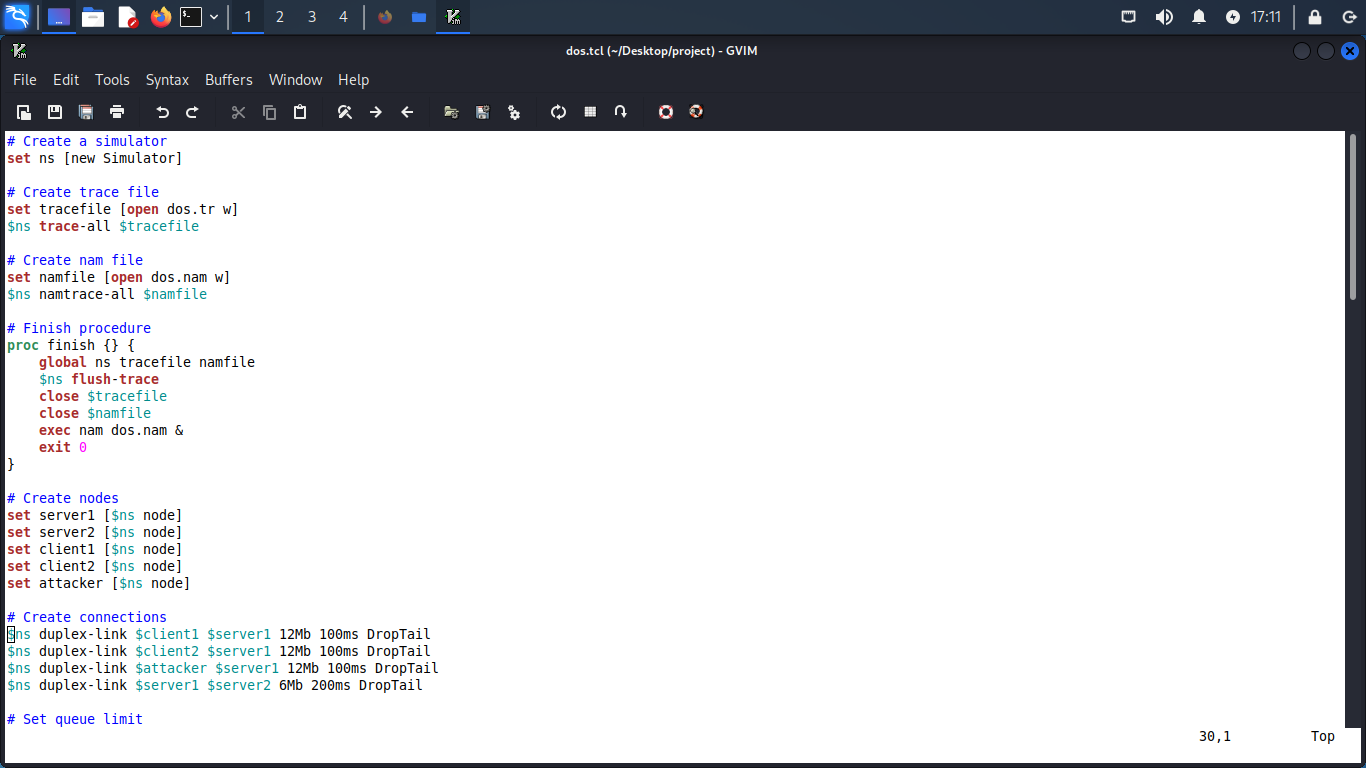 1 2 3 4 17:11
dos.tcl (~/Desktop/project) - GVIM
File Edit Tools Syntax Buffers Window Help
# Create a simulator
set ns [new Simulator]
# Create trace file
set tracefile [open dos.tr w]
$ns trace-all $tracefile
# Create nam file
set namfile [open dos.nam w]
$ns namtrace-all $namfile
# Finish procedure
proc finish {} {
    global ns tracefile namfile
    $ns flush-trace
    close $tracefile
    close $namfile
    exec nam dos.nam &
    exit 0
}
# Create nodes
set server1 [$ns node]
set server2 [$ns node]
set client1 [$ns node]
set client2 [$ns node]
set attacker [$ns node]
# Create connections
$ns duplex-link $client1 $server1 12Mb 100ms DropTail
$ns duplex-link $client2 $server1 12Mb 100ms DropTail
$ns duplex-link $attacker $server1 12Mb 100ms DropTail
$ns duplex-link $server1 $server2 6Mb 200ms DropTail
# Set queue limit
30,1 Top